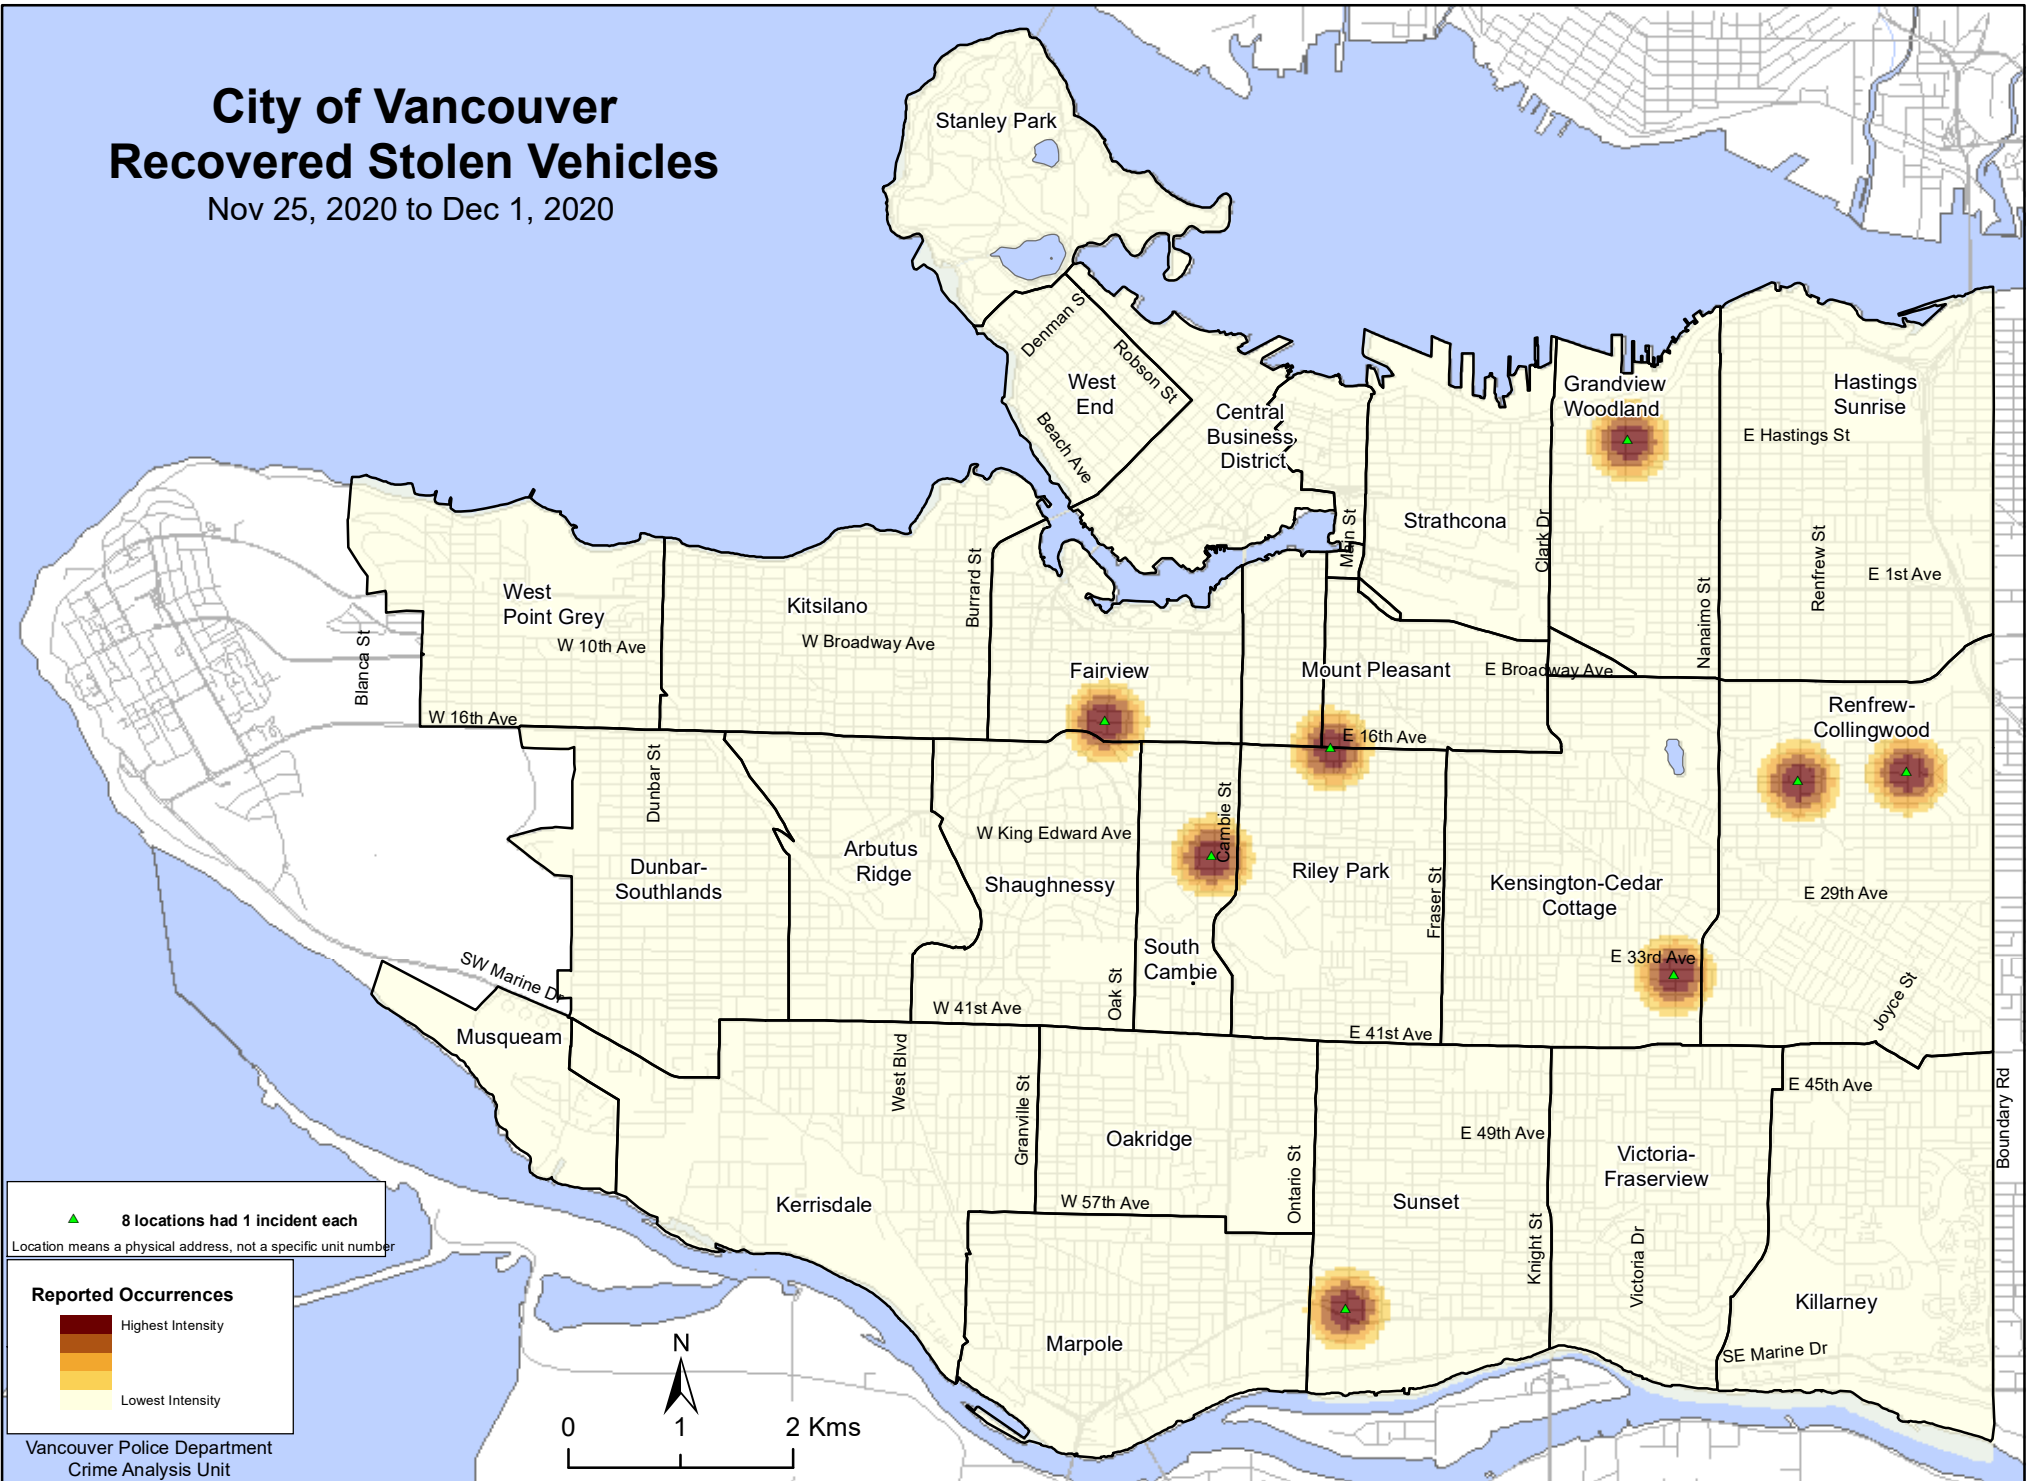 City of Vancouver
Recovered Stolen Vehicles
Nov 25, 2020 to Dec 1, 2020
Stanley Park
Denman S
Robson St
West
End
Beach Ave
Central
Business
District
Main St
Strathcona
Clark Dr
Grandview
Woodland
Hastings
Sunrise
E Hastings St
Renfrew St
E 1st Ave
Nanaimo St
West
Point Grey
W 10th Ave
Blanca St
W 16th Ave
Kitsilano
W Broadway Ave
Burrard St
Fairview
Mount Pleasant
E Broadway Ave
E 16th Ave
Renfrew-
Collingwood
Dunbar St
Dunbar-
Southlands
Arbutus
Ridge
W King Edward Ave
Shaughnessy
Cambie St
Riley Park
Fraser St
Kensington-Cedar
Cottage
E 29th Ave
E 33rd Ave
South
Cambie
Oak St
W 41st Ave
E 41st Ave
Joyce St
SW Marine Dr
Musqueam
West Blvd
Granville St
Oakridge
W 57th Ave
Ontario St
E 49th Ave
Sunset
Knight St
Victoria-
Fraserview
Victoria Dr
E 45th Ave
Boundary Rd
Killarney
SE Marine Dr
Kerrisdale
Marpole
8 locations had 1 incident each
Location means a physical address, not a specific unit number
Reported Occurrences
Highest Intensity
Lowest Intensity
Vancouver Police Department
Crime Analysis Unit
N
0 1 2 Kms